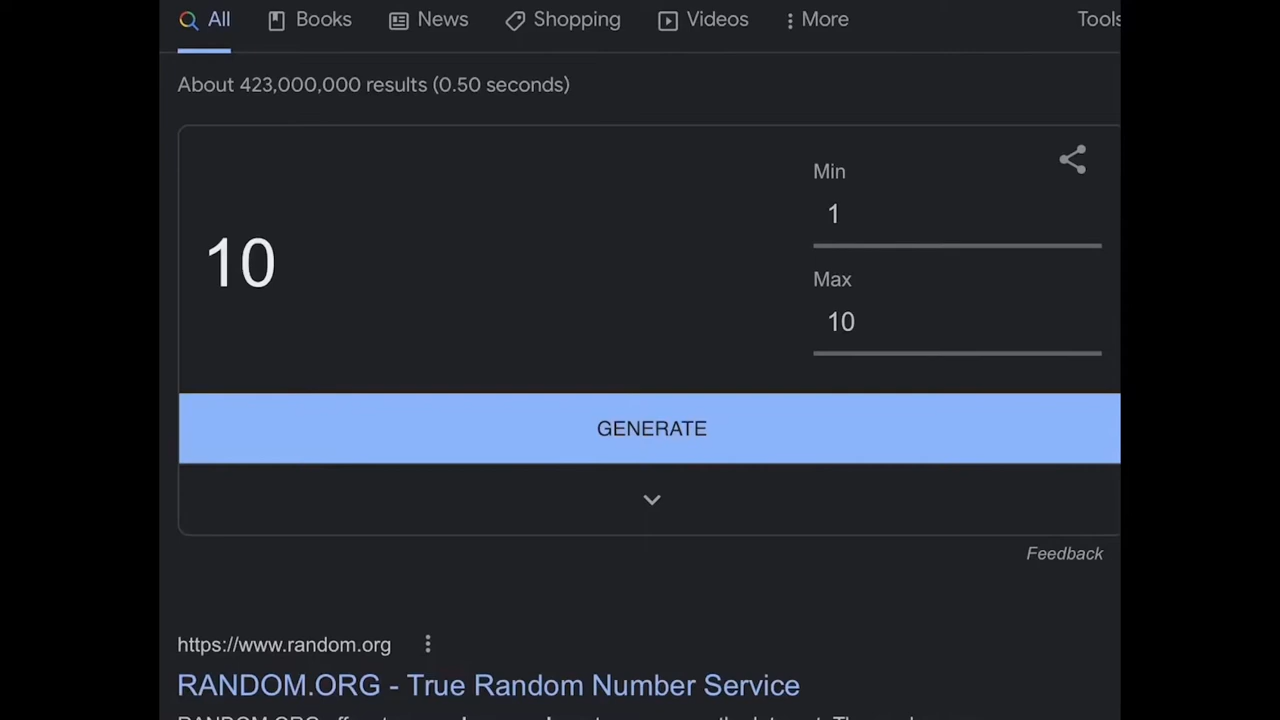 All Books News Shopping Videos More Tools
About 423,000,000 results (0.50 seconds)
Min
1
10
Max
10
GENERATE
Feedback
https://www.random.org
RANDOM.ORG - True Random Number Service